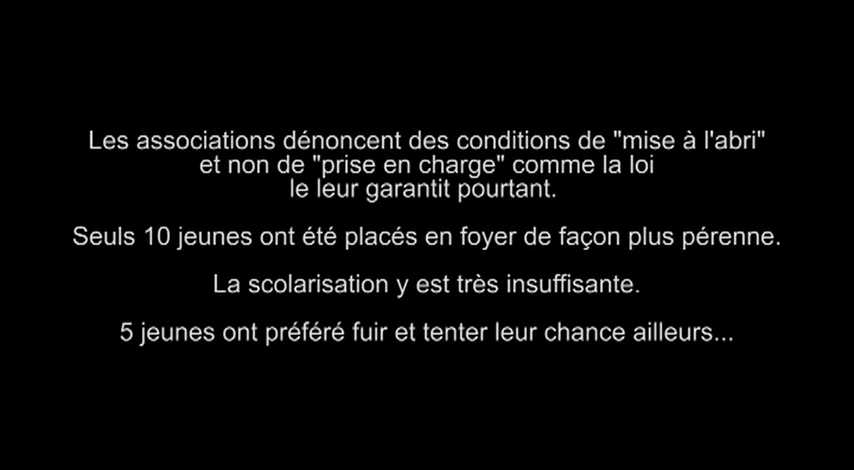 Les associations dénoncent des conditions de "mise à l'abri"
et non de "prise en charge" comme la loi
le leur garantit pourtant.
Seuls 10 jeunes ont été placés en foyer de façon plus pérenne.
La scolarisation y est très insuffisante.
5 jeunes ont préféré fuir et tenter leur chance ailleurs...